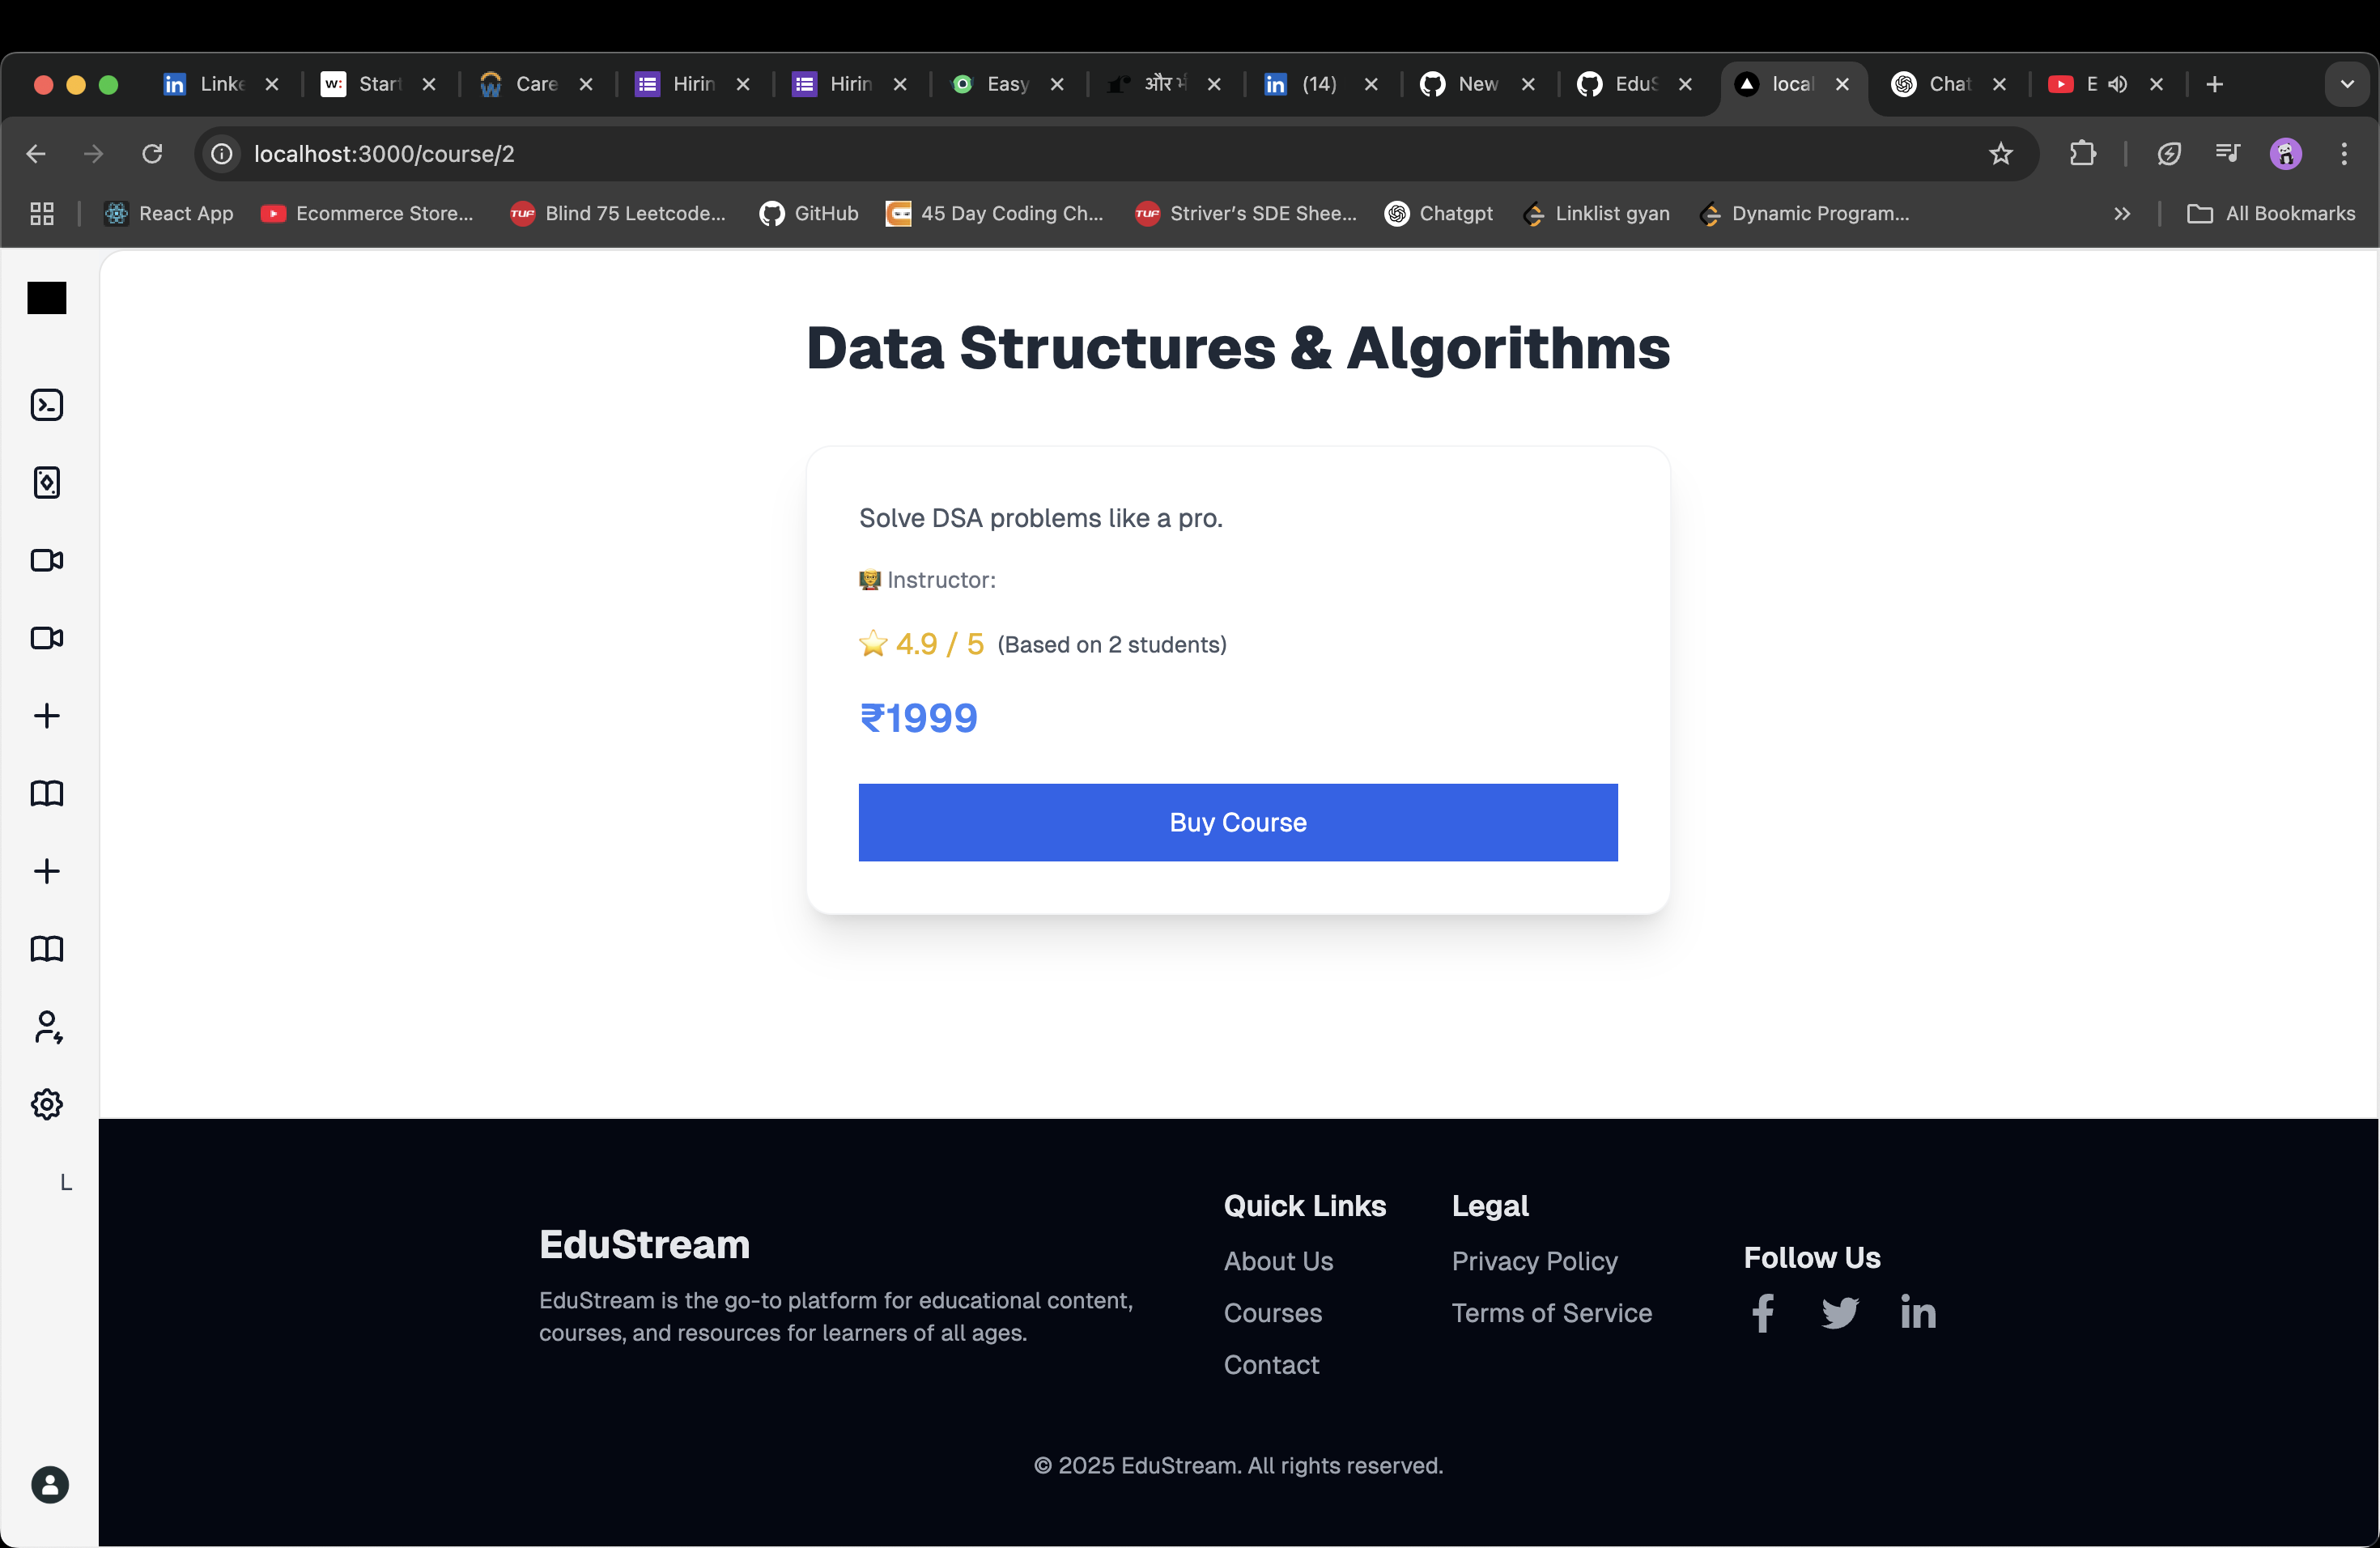 Linke
Start
Care
Hirin
Hirin
Easy
और भ
(14)
New
EduS
local
Chat
E
localhost:3000/course/2
React App
Ecommerce Store...
Blind 75 Leetcode...
GitHub
45 Day Coding Ch...
Striver's SDE Shee...
Chatgpt
Linklist gyan
Dynamic Program...
All Bookmarks
Data Structures & Algorithms
Solve DSA problems like a pro.
Instructor:
4.9 / 5 (Based on 2 students)
₹1999
Buy Course
L
EduStream
EduStream is the go-to platform for educational content,
courses, and resources for learners of all ages.
Quick Links
About Us
Courses
Contact
Legal
Privacy Policy
Terms of Service
Follow Us
© 2025 EduStream. All rights reserved.